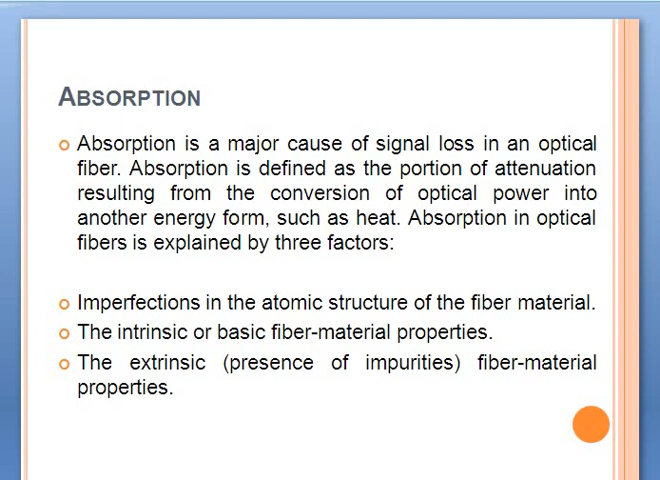 ABSORPTION
Absorption is a major cause of signal loss in an optical
fiber. Absorption is defined as the portion of attenuation
resulting from the conversion of optical power into
another energy form, such as heat. Absorption in optical
fibers is explained by three factors:
Imperfections in the atomic structure of the fiber material.
The intrinsic or basic fiber-material properties.
The extrinsic (presence of impurities) fiber-material
properties.